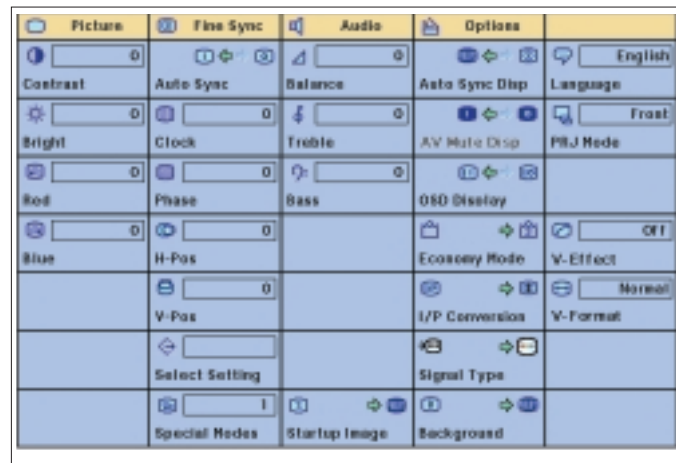 Picture Fine Sync Audio Options
0 0 English
Contrast Auto Sync Balance Auto Sync Disp Language
0 0 0 Front
Bright Clock Treble AV Mute Disp PRJ Mode
0 0 0
Red Phase Bass OSD Display
0 0 Off
Blue H-Pos Economy Mode V-Effect
0 Normal
V-Pos I/P Conversion V-Format
Select Setting Signal Type
1
Special Modes Startup Image Background